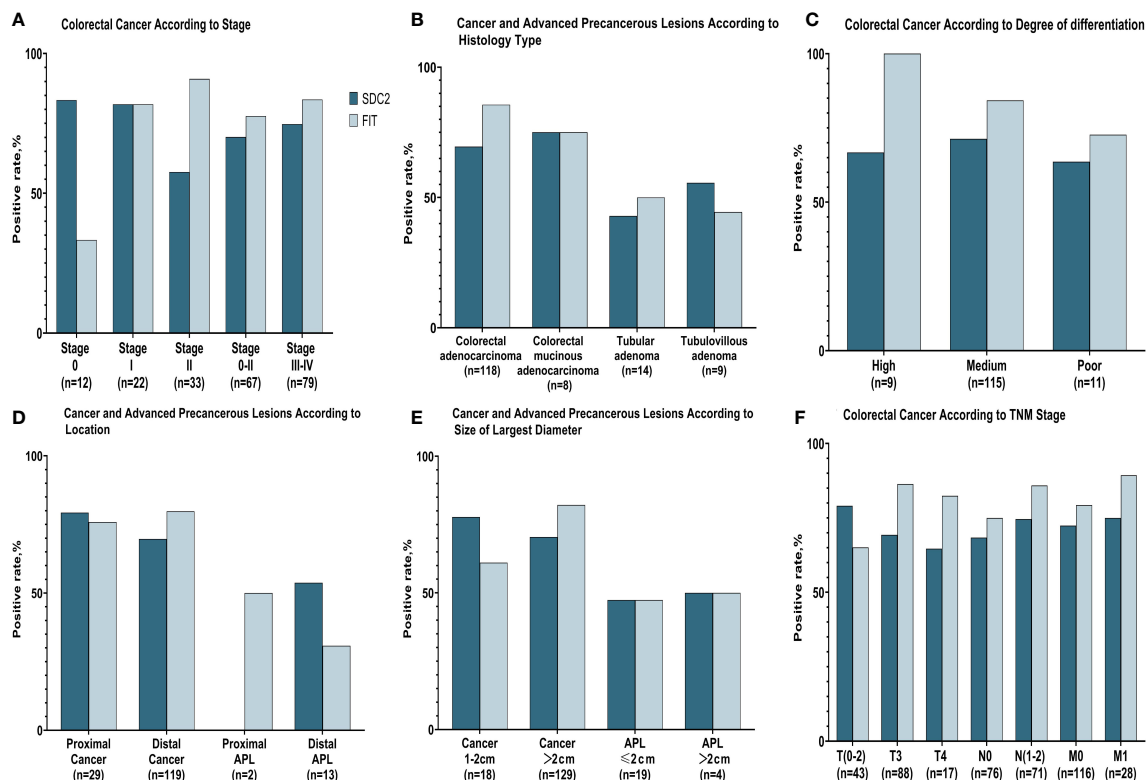 A
Colorectal Cancer According to Stage
Positive rate,%
100
50
0
Stage
0
(n=12)
Stage
I
(n=22)
Stage
II
(n=33)
Stage
0-II
(n=67)
Stage
III-IV
(n=79)
SDC2
FIT
B
Cancer and Advanced Precancerous Lesions According to
Histology Type
Positive rate,%
100
50
0
Colorectal
adenocarcinoma
(n=118)
Colorectal
mucinous
adenocarcinoma
(n=8)
Tubular
adenoma
(n=14)
Tubulovillous
adenoma
(n=9)
C
Colorectal Cancer According to Degree of differentiation
Positive rate,%
100
50
0
High
(n=9)
Medium
(n=115)
Poor
(n=11)
D
Cancer and Advanced Precancerous Lesions According to
Location
Positive rate,%
100
50
0
Proximal
Cancer
(n=29)
Distal
Cancer
(n=119)
Proximal
APL
(n=2)
Distal
APL
(n=13)
E
Cancer and Advanced Precancerous Lesions According to
Size of Largest Diameter
Positive rate,%
100
50
0
Cancer
1-2cm
(n=18)
Cancer
>2cm
(n=129)
APL
⩽2cm
(n=19)
APL
>2cm
(n=4)
F
Colorectal Cancer According to TNM Stage
Positive rate,%
100
50
0
T(0-2)
(n=43)
T3
(n=88)
T4
(n=17)
N0
(n=76)
N(1-2)
(n=71)
M0
(n=116)
M1
(n=28)